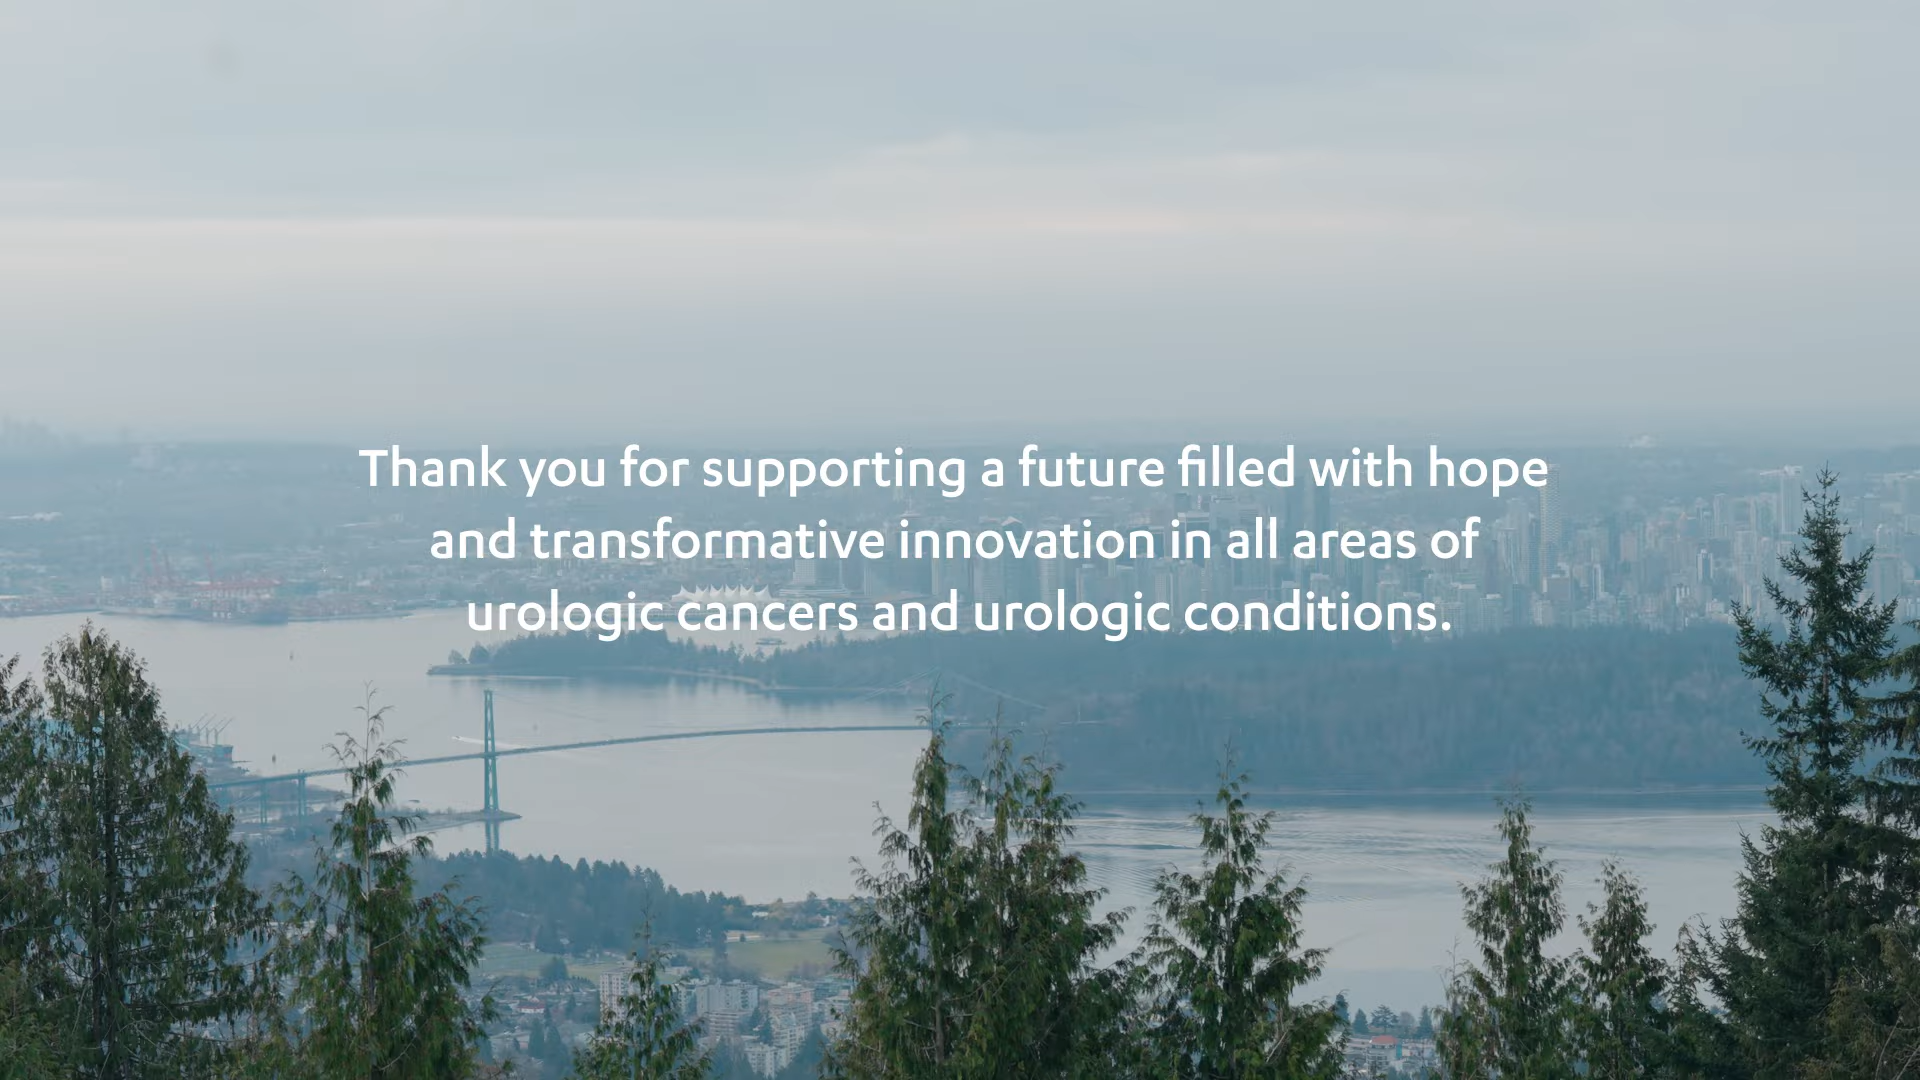 Thank you for supporting a future filled with hope
and transformative innovation in all areas of
urologic cancers and urologic conditions.